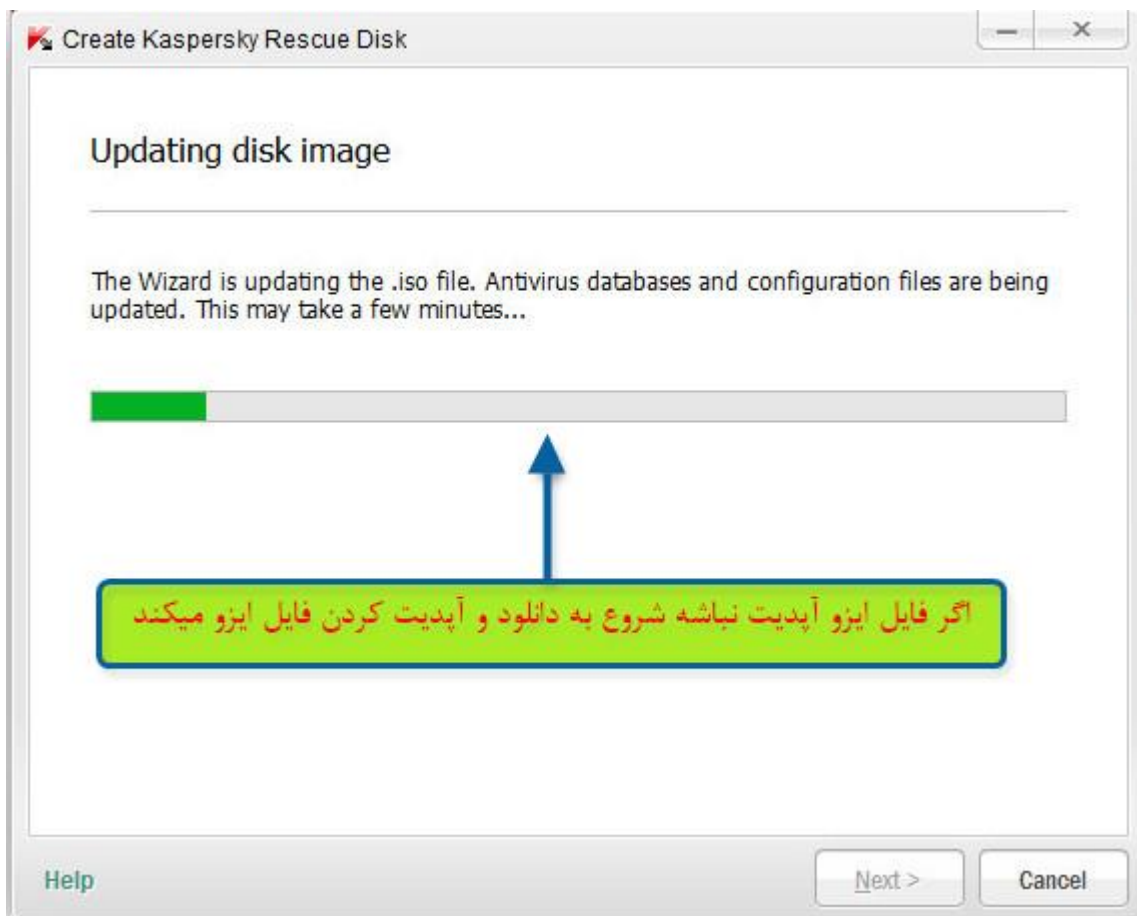 Create Kaspersky Rescue Disk
Updating disk image
The Wizard is updating the .iso file. Antivirus databases and configuration files are being
updated. This may take a few minutes...
اگر فایل ایزو آپدیت نباشه شروع به دانلود و آپدیت کردن فایل ایزو میکند
Help
Next >
Cancel